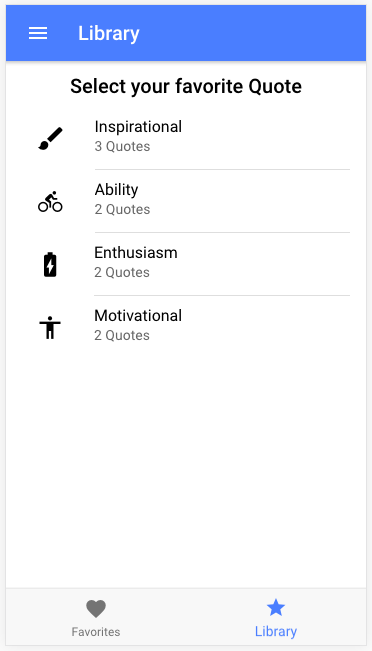 Library
Select your favorite Quote
Inspirational
3 Quotes
Ability
2 Quotes
Enthusiasm
2 Quotes
Motivational
2 Quotes
Favorites
Library